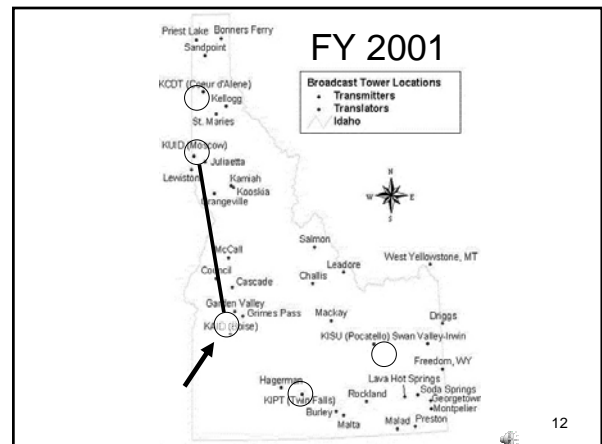 FY 2001
Priest Lake Bonners Ferry
Sandpoint
Broadcast Tower Locations
Transmitters
Translators
Idaho
KCDT (Coeur d'Alene)
Kellogg
St. Maries
KUID (Moscow)
Juliaetta
Lewiston
Kamiah
Kooskia
Grangeville
N
W E
S
McCall
Salmon
West Yellowstone, MT
Council
Leadore
Cascade
Challis
Garden Valley
Grimes Pass
Mackay
Driggs
KAID (Boise)
KISU (Pocatello) Swan Valley-Irwin
Freedom, WY
Hagerman
Lava Hot Springs
KIPT (Twin Falls)
Rockland
Soda Springs
Georgetown
Burley
Montpelier
Malta
Malad
Preston
12